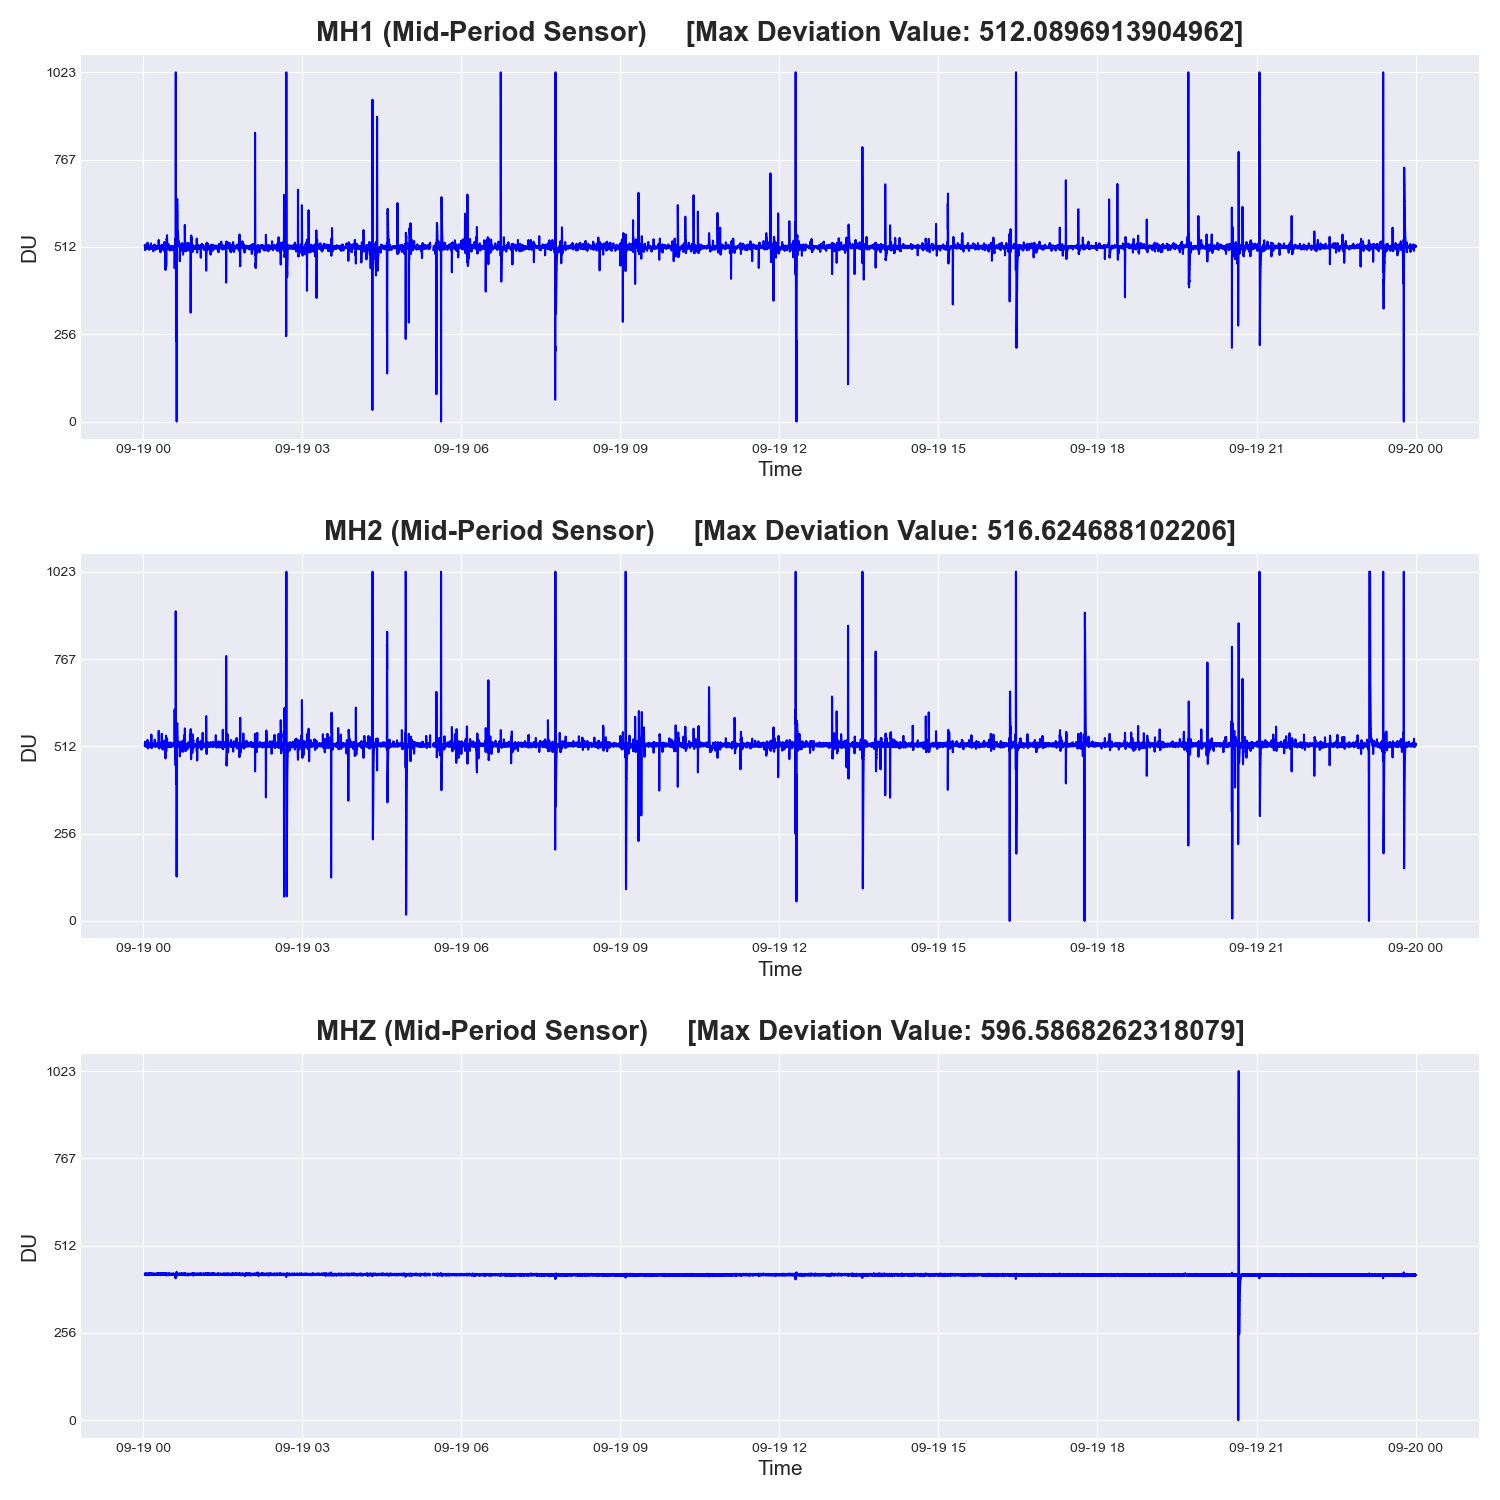 MH1 (Mid-Period Sensor) [Max Deviation Value: 512.0896913904962]
1023
767
512
256
0
DU
09-19 00 09-19 03 09-19 06 09-19 09 09-19 12 09-19 15 09-19 18 09-19 21 09-20 00
Time
MH2 (Mid-Period Sensor) [Max Deviation Value: 516.624688102206]
1023
767
512
256
0
DU
09-19 00 09-19 03 09-19 06 09-19 09 09-19 12 09-19 15 09-19 18 09-19 21 09-20 00
Time
MHZ (Mid-Period Sensor) [Max Deviation Value: 596.5868262318079]
1023
767
512
256
0
DU
09-19 00 09-19 03 09-19 06 09-19 09 09-19 12 09-19 15 09-19 18 09-19 21 09-20 00
Time